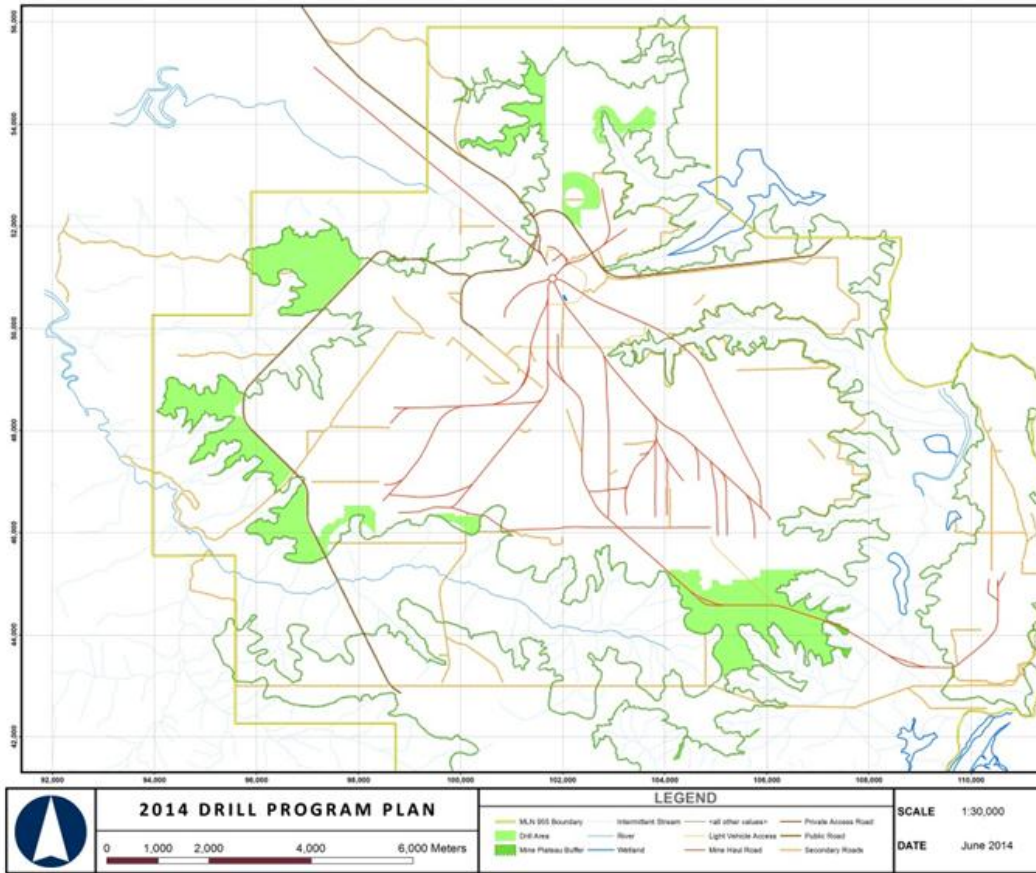 56,000
54,000
52,000
50,000
48,000
46,000
44,000
42,000
92,000 94,000 96,000 98,000 100,000 102,000 104,000 106,000 108,000 110,000
2014 DRILL PROGRAM PLAN
0 1,000 2,000 4,000 6,000 Meters
LEGEND
MLN 955 Boundary Intermittent Stream <all other values> Private Access Road
Drill Area River Light Vehicle Access Public Road
Mine Plateau Buffer Wetland Mine Haul Road Secondary Roads
SCALE 1:30,000
DATE June 2014